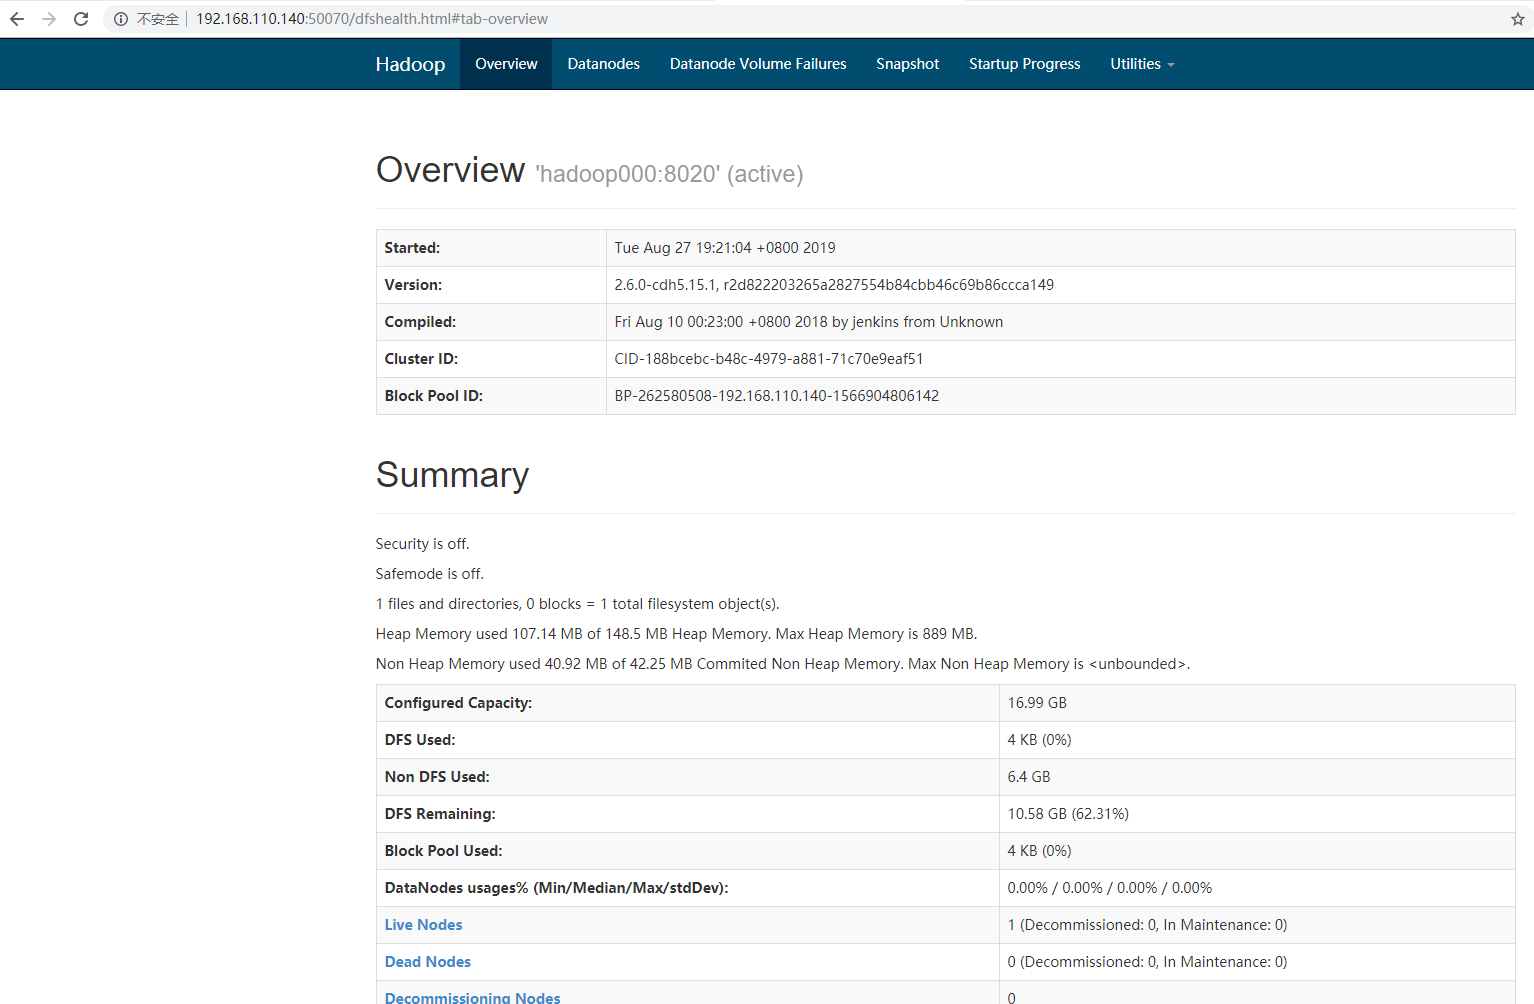 不安全 192.168.110.140:50070/dfshealth.html#tab-overview
Hadoop Overview Datanodes Datanode Volume Failures Snapshot Startup Progress Utilities
Overview 'hadoop000:8020' (active)
Started: Tue Aug 27 19:21:04 +0800 2019
Version: 2.6.0-cdh5.15.1, r2d822203265a2827554b84cbb46c69b86ccca149
Compiled: Fri Aug 10 00:23:00 +0800 2018 by jenkins from Unknown
Cluster ID: CID-188bcebc-b48c-4979-a881-71c70e9eaf51
Block Pool ID: BP-262580508-192.168.110.140-1566904806142
Summary
Security is off.
Safemode is off.
1 files and directories, 0 blocks = 1 total filesystem object(s).
Heap Memory used 107.14 MB of 148.5 MB Heap Memory. Max Heap Memory is 889 MB.
Non Heap Memory used 40.92 MB of 42.25 MB Commited Non Heap Memory. Max Non Heap Memory is <unbounded>.
Configured Capacity: 16.99 GB
DFS Used: 4 KB (0%)
Non DFS Used: 6.4 GB
DFS Remaining: 10.58 GB (62.31%)
Block Pool Used: 4 KB (0%)
DataNodes usages% (Min/Median/Max/stdDev): 0.00% / 0.00% / 0.00% / 0.00%
Live Nodes 1 (Decommissioned: 0, In Maintenance: 0)
Dead Nodes 0 (Decommissioned: 0, In Maintenance: 0)
Decommissioning Nodes 0